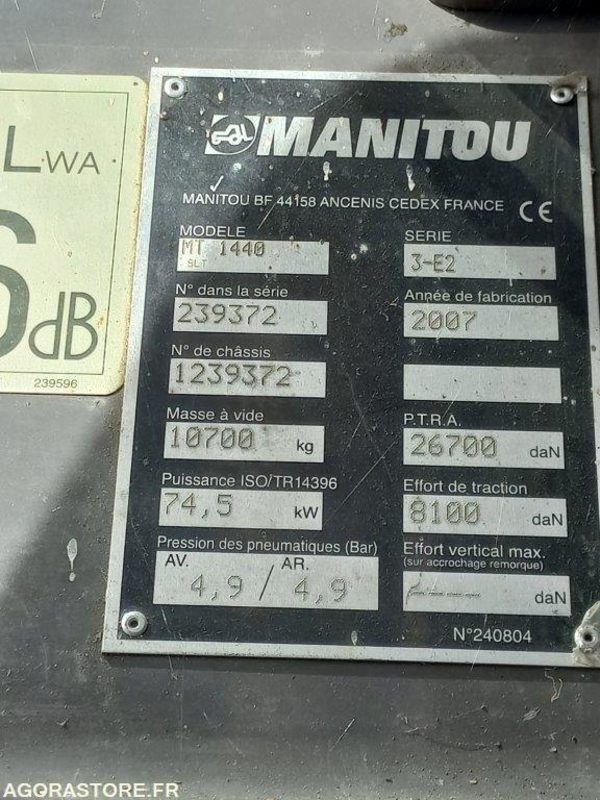 LWA
dB
239596
MANITOU
MANITOU BF 44158 ANCENIS CEDEX FRANCE CE
MODELE
MT 1440
SLT
SERIE
3-E2
N° dans la série
239372
Année de fabrication
2007
N° de châssis
1239372
Masse à vide
10700 kg
P.T.R.A.
26700 daN
Puissance ISO/TR14396
74,5 kW
Effort de traction
8100 daN
Pression des pneumatiques (Bar)
AV. AR.
4,9 / 4,9
Effort vertical max.
(sur accrochage remorque)
---- daN
N°240804
AGORASTORE.FR